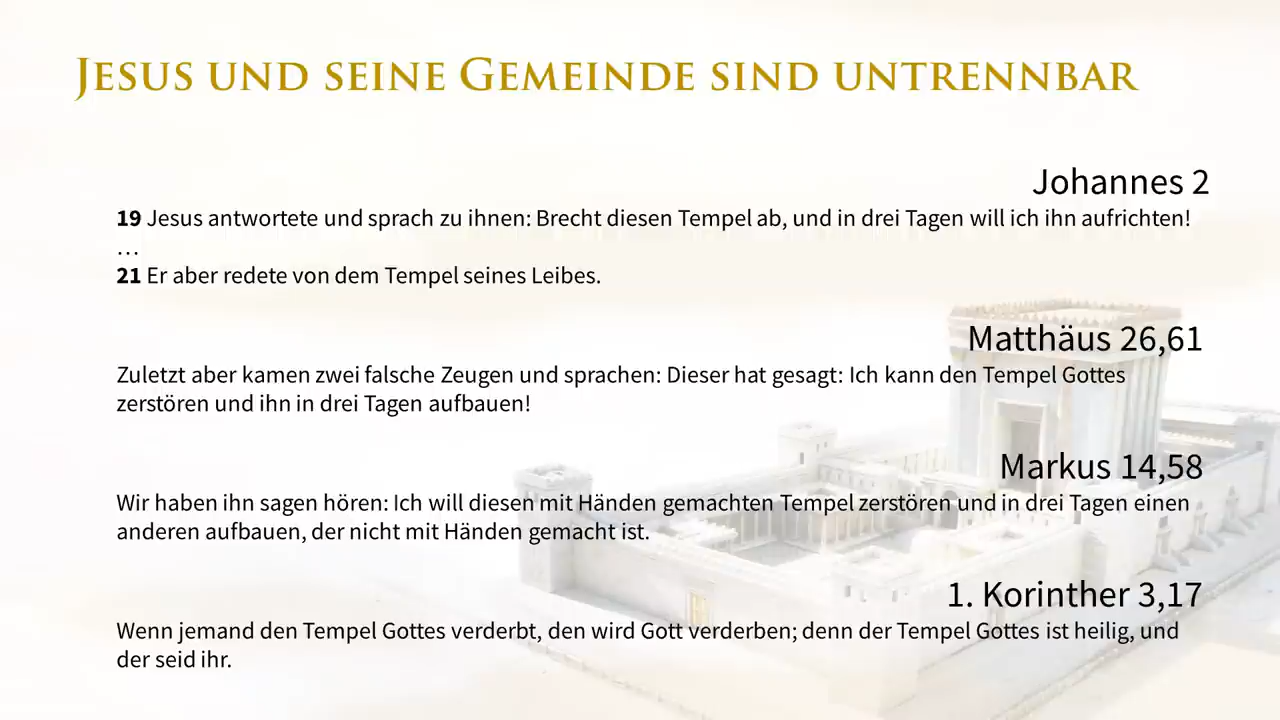 Jesus und seine Gemeinde sind untrennbar
Johannes 2
19 Jesus antwortete und sprach zu ihnen: Brecht diesen Tempel ab, und in drei Tagen will ich ihn aufrichten!
…
21 Er aber redete von dem Tempel seines Leibes.
Matthäus 26,61
Zuletzt aber kamen zwei falsche Zeugen und sprachen: Dieser hat gesagt: Ich kann den Tempel Gottes
zerstören und ihn in drei Tagen aufbauen!
Markus 14,58
Wir haben ihn sagen hören: Ich will diesen mit Händen gemachten Tempel zerstören und in drei Tagen einen
anderen aufbauen, der nicht mit Händen gemacht ist.
1. Korinther 3,17
Wenn jemand den Tempel Gottes verderbt, den wird Gott verderben; denn der Tempel Gottes ist heilig, und
der seid ihr.